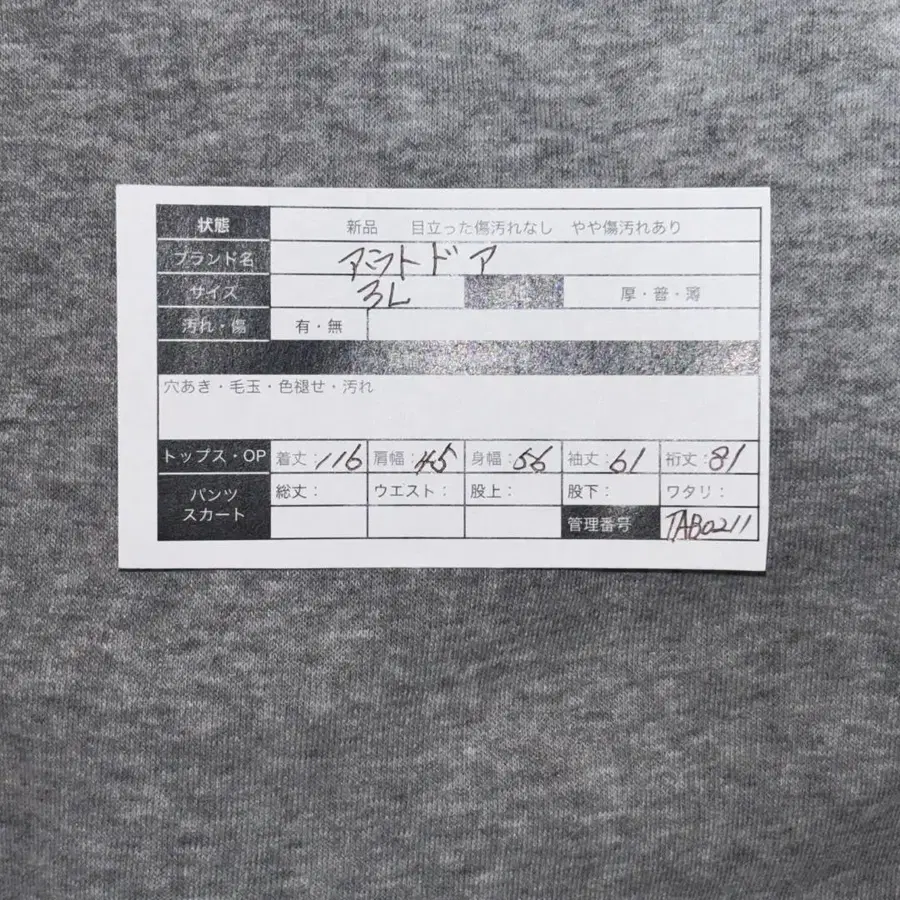 状態 新品 目立った傷汚れなし やや傷汚れあり
ブランド名 アニトドア
サイズ 3L 厚・普・薄
汚れ・傷 有・無
穴あき・毛玉・色褪せ・汚れ
トップス・OP 着丈：116 肩幅：45 身幅：56 袖丈：61 裄丈：81
パンツ 総丈： ウエスト： 股上： 股下： ワタリ：
スカート
管理番号 TAB0211